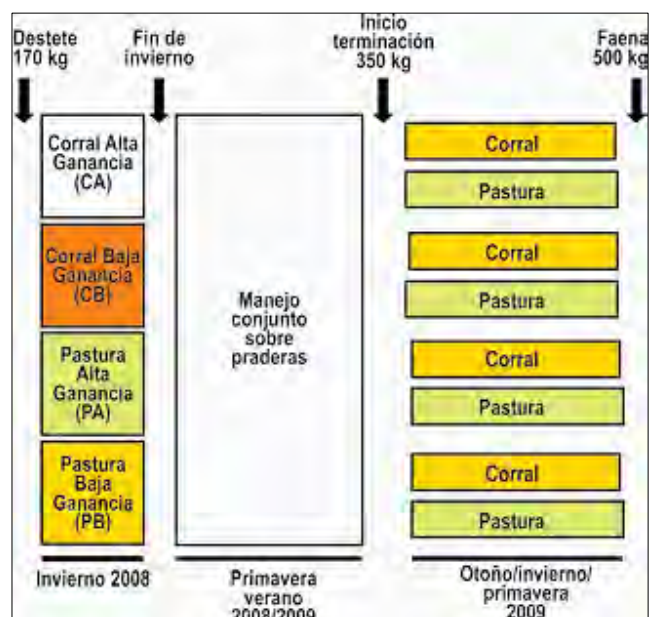 Destete
170 kg
Fin de
invierno
Inicio
terminación
350 kg
Faena
500 kg
Corral Alta
Ganancia
(CA)
Corral Baja
Ganancia
(CB)
Pastura
Alta
Ganancia
(PA)
Pastura
Baja
Ganancia
(PB)
Manejo
conjunto
sobre
praderas
Corral
Pastura
Corral
Pastura
Corral
Pastura
Corral
Pastura
Invierno 2008
Primavera
verano
2008/2009
Otoño/invierno/
primavera
2009